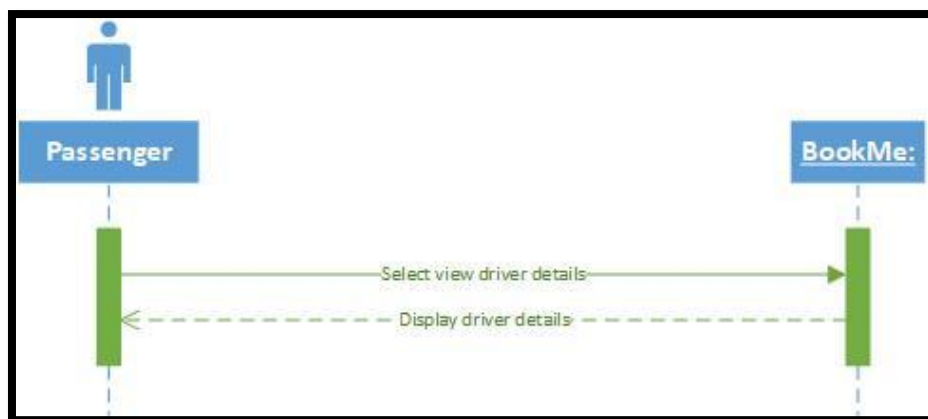 Passenger
BookMe:
Select view driver details
Display driver details